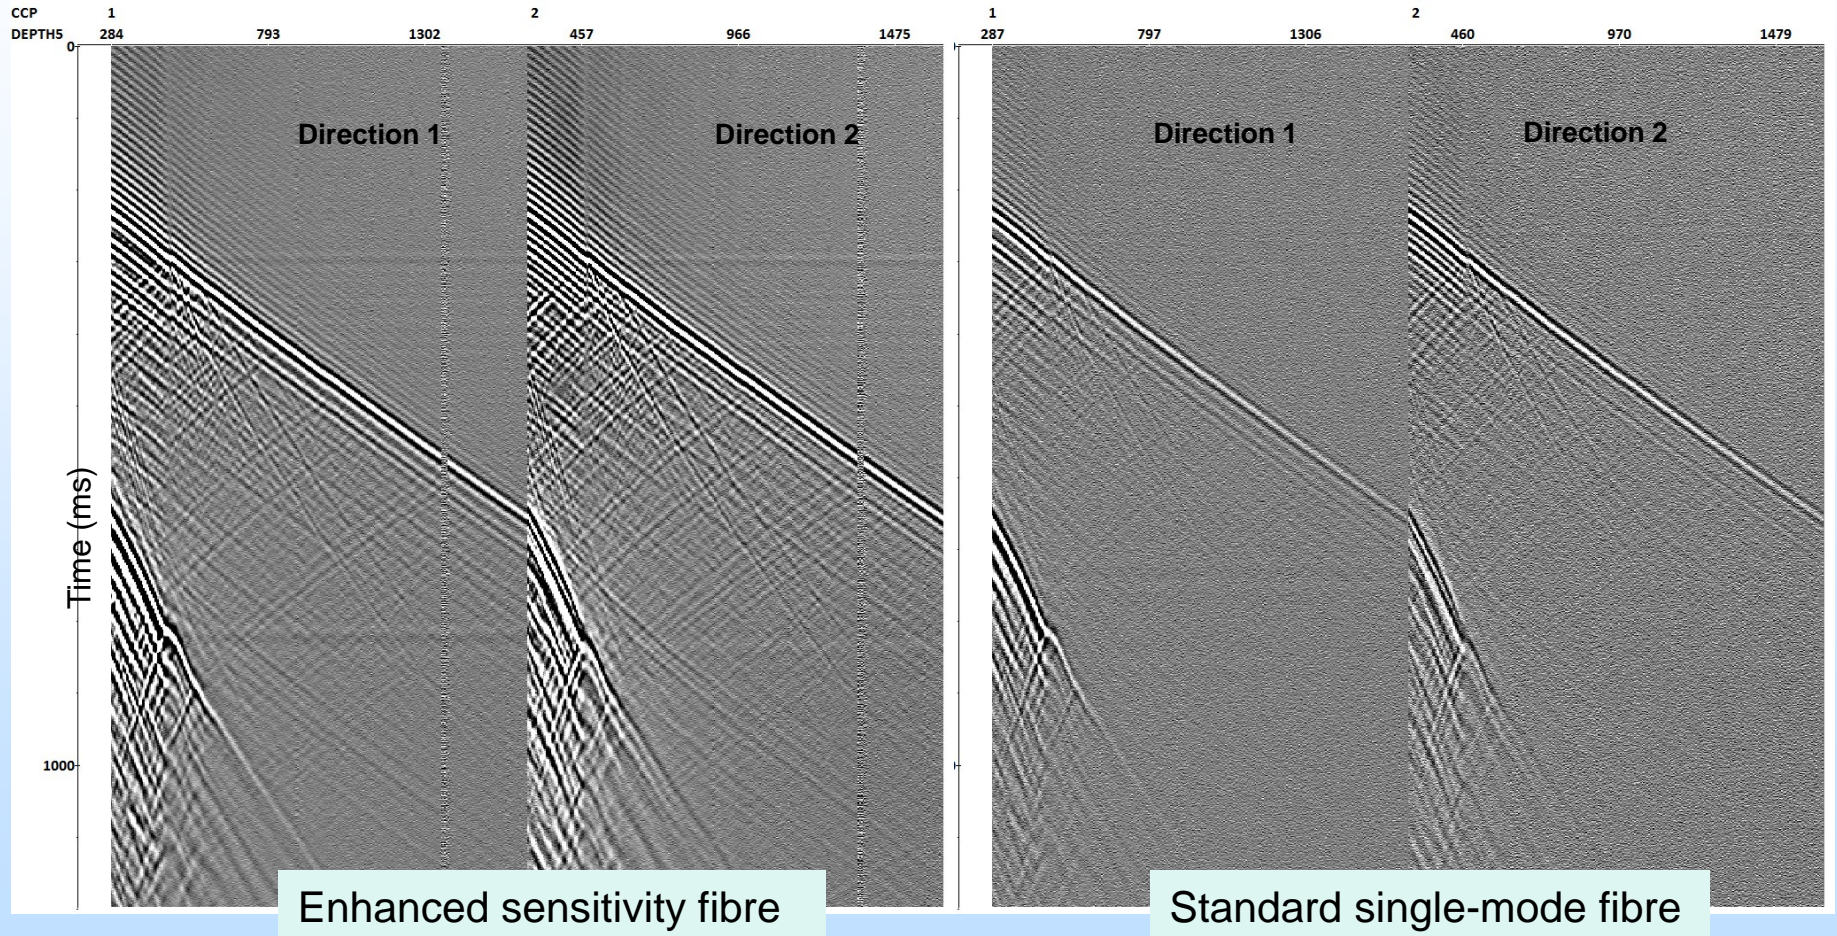 CCP 1 2 1 2
DEPTH5 284 793 1302 457 966 1475 287 797 1306 460 970 1479
0
Direction 1 Direction 2 Direction 1 Direction 2
Time (ms)
1000
Enhanced sensitivity fibre Standard single-mode fibre